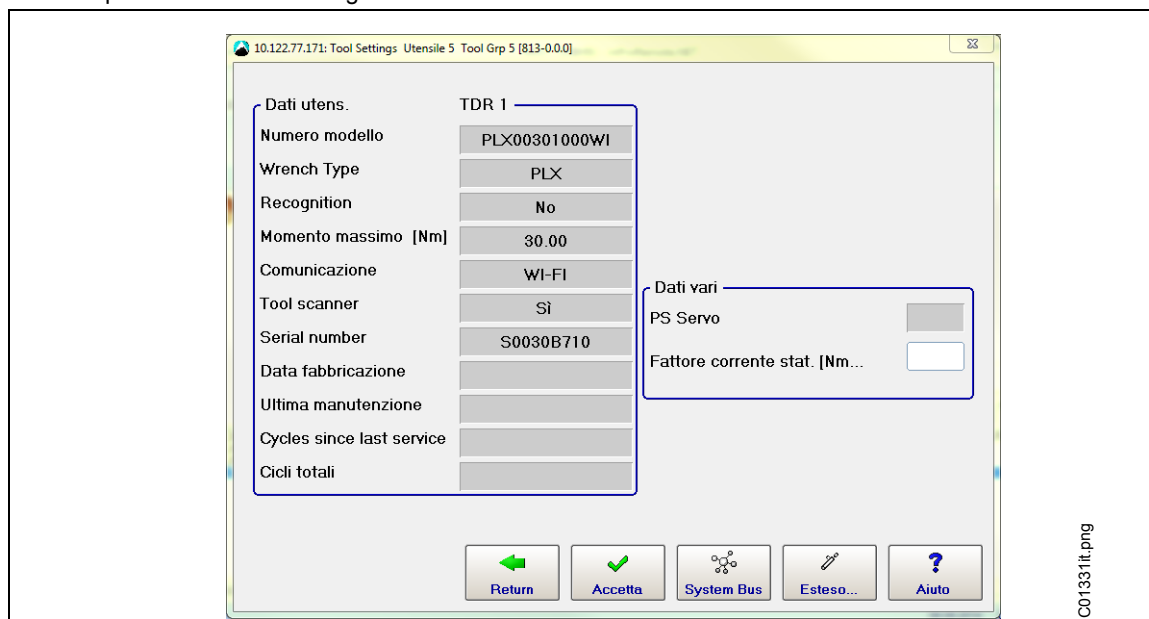 10.122.77.171: Tool Settings Utensile 5 Tool Grp 5 [813-0.0.0]
Dati utens. TDR 1
Numero modello PLX00301000WI
Wrench Type PLX
Recognition No
Momento massimo [Nm] 30.00
Comunicazione WI-FI
Tool scanner Sì
Serial number S0030B710
Data fabbricazione
Ultima manutenzione
Cycles since last service
Cicli totali
Dati vari
PS Servo
Fattore corrente stat. [Nm...
Return Accetta System Bus Esteso... Aiuto
C01331it.png